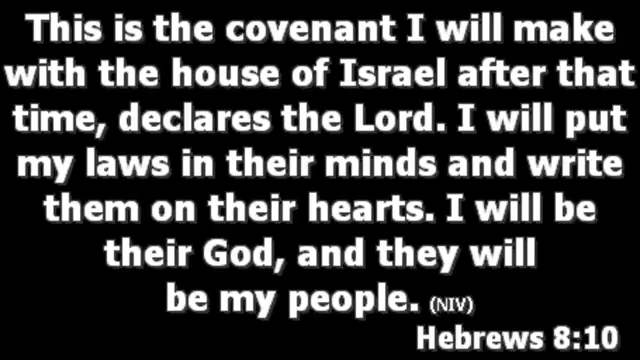 This is the covenant I will make
with the house of Israel after that
time, declares the Lord. I will put
my laws in their minds and write
them on their hearts. I will be
their God, and they will
be my people. (NIV)
Hebrews 8:10